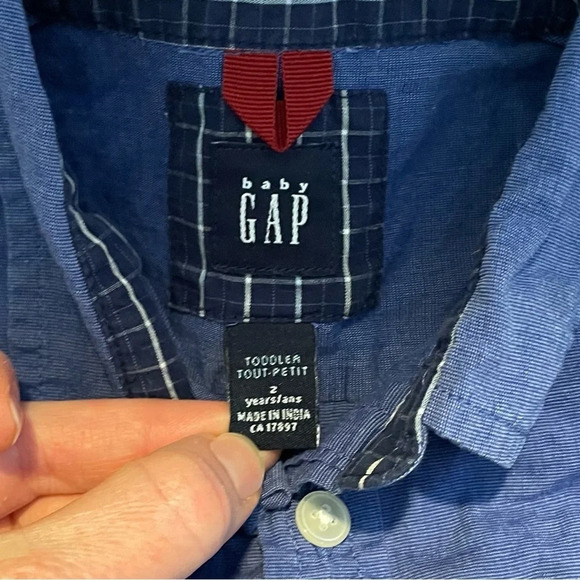 baby
GAP
TODDLER
TOUT-PETIT
2
years/ans
MADE IN INDIA
CA 17897